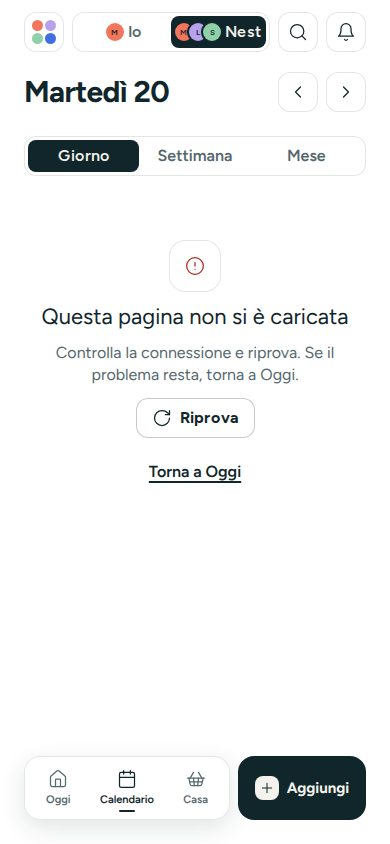 M Io M L S Nest
Martedì 20
Giorno Settimana Mese
Questa pagina non si è caricata
Controlla la connessione e riprova. Se il
problema resta, torna a Oggi.
Riprova
Torna a Oggi
Oggi Calendario Casa Aggiungi